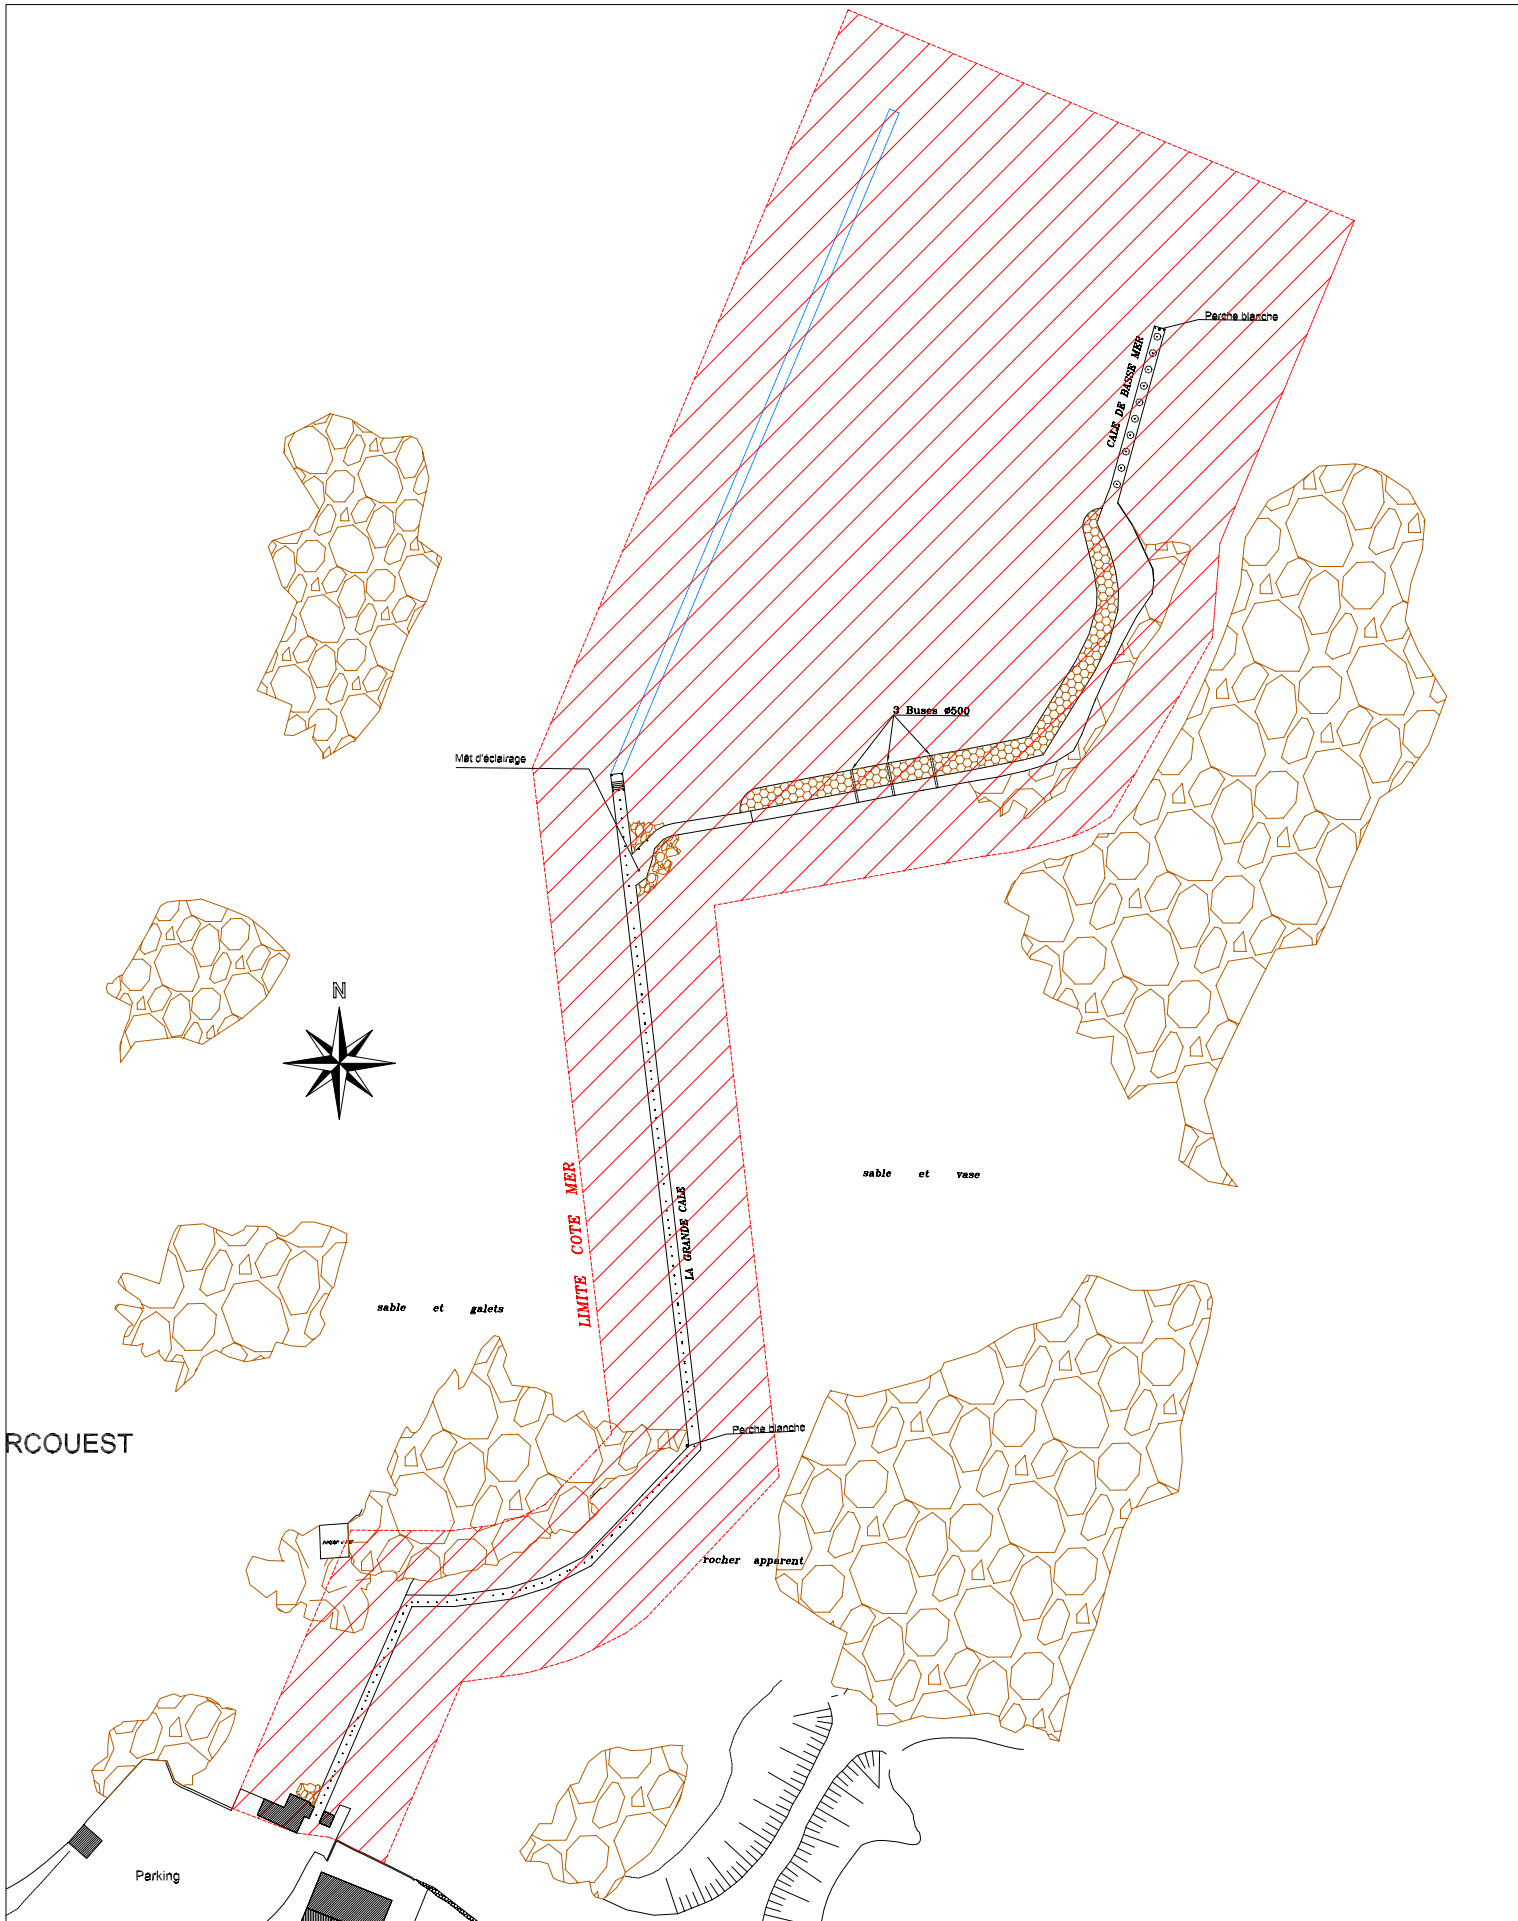 Perche blanche
CALE DE BASSE MER
3 Buses ø500
Mât d'éclairage
N
LIMITE COTE MER
LA GRANDE CALE
sable et vase
sable et galets
RCOUEST
Perche blanche
rocher apparent
Parking